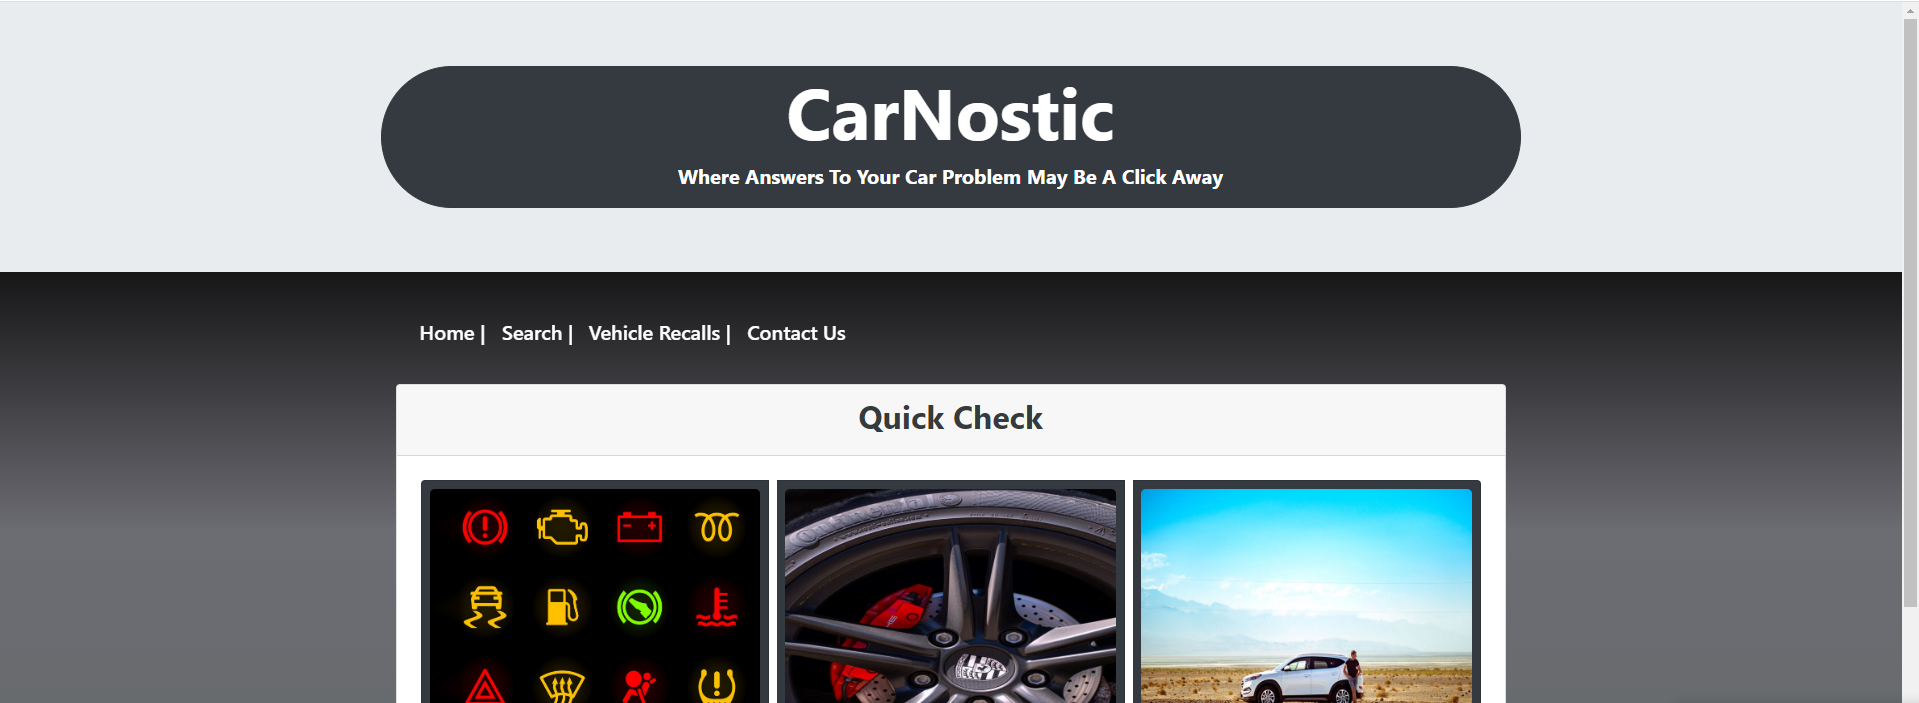 CarNostic
Where Answers To Your Car Problem May Be A Click Away
Home | Search | Vehicle Recalls | Contact Us
Quick Check
Continental